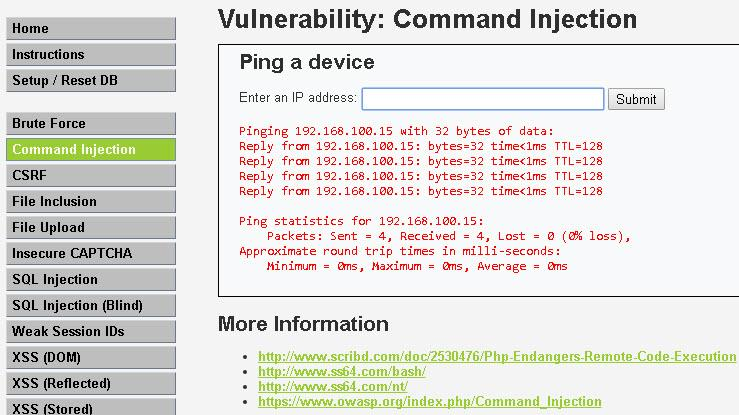 Home
Instructions
Setup / Reset DB
Brute Force
Command Injection
CSRF
File Inclusion
File Upload
Insecure CAPTCHA
SQL Injection
SQL Injection (Blind)
Weak Session IDs
XSS (DOM)
XSS (Reflected)
XSS (Stored)
Vulnerability: Command Injection
Ping a device
Enter an IP address: Submit
Pinging 192.168.100.15 with 32 bytes of data:
Reply from 192.168.100.15: bytes=32 time<1ms TTL=128
Reply from 192.168.100.15: bytes=32 time<1ms TTL=128
Reply from 192.168.100.15: bytes=32 time<1ms TTL=128
Reply from 192.168.100.15: bytes=32 time<1ms TTL=128
Ping statistics for 192.168.100.15:
Packets: Sent = 4, Received = 4, Lost = 0 (0% loss),
Approximate round trip times in milli-seconds:
Minimum = 0ms, Maximum = 0ms, Average = 0ms
More Information
http://www.scribd.com/doc/2530476/Php-Endangers-Remote-Code-Execution
http://www.ss64.com/bash/
http://www.ss64.com/nt/
https://www.owasp.org/index.php/Command_Injection